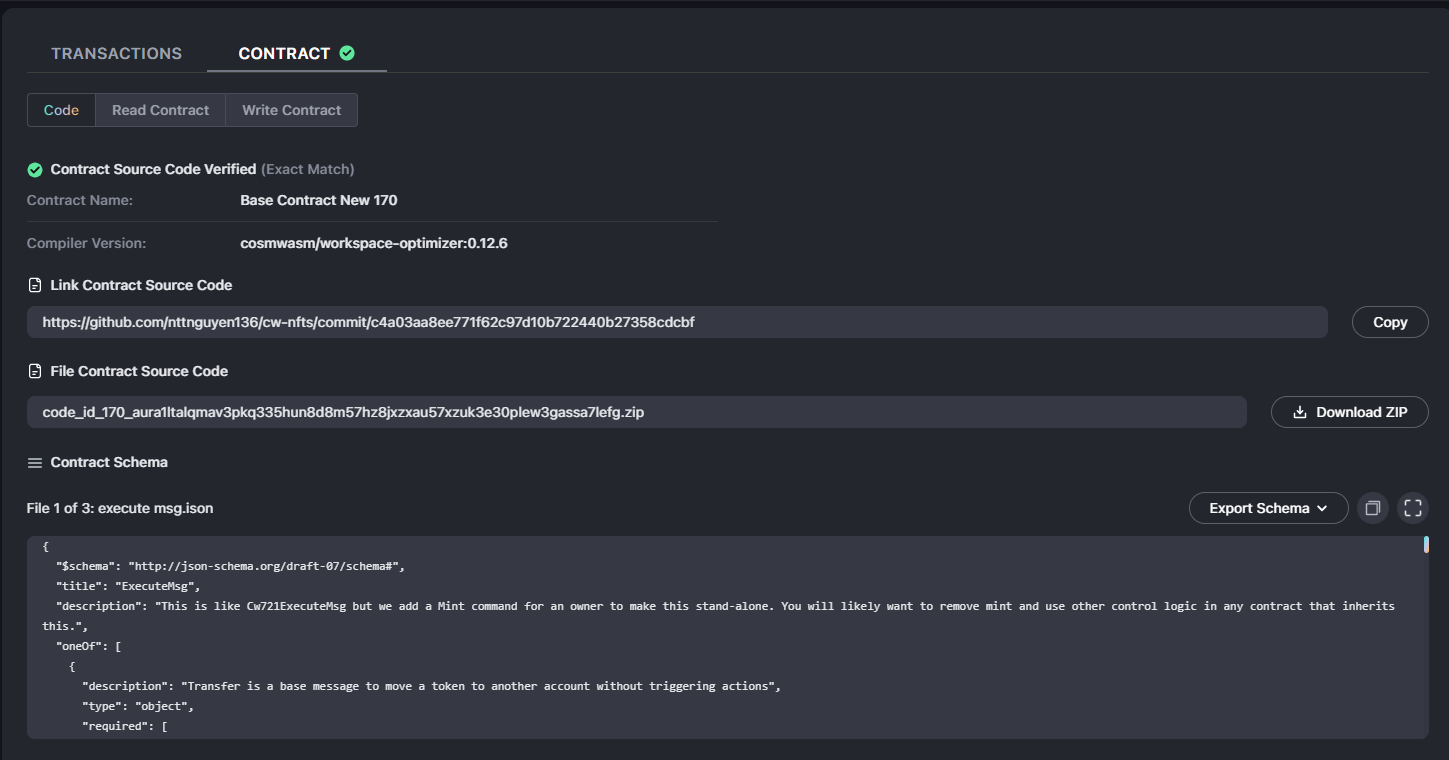 TRANSACTIONS CONTRACT
Code Read Contract Write Contract
Contract Source Code Verified (Exact Match)
Contract Name: Base Contract New 170
Compiler Version: cosmwasm/workspace-optimizer:0.12.6
Link Contract Source Code
https://github.com/nttnguyen136/cw-nfts/commit/c4a03aa8ee771f62c97d10b722440b27358cdcbf Copy
File Contract Source Code
code_id_170_aura1ltalqmav3pkq335hun8d8m57hz8jxzxau57xzuk3e30plew3gassa7lefg.zip Download ZIP
Contract Schema
File 1 of 3: execute msg.ison Export Schema
{
"$schema": "http://json-schema.org/draft-07/schema#",
"title": "ExecuteMsg",
"description": "This is like Cw721ExecuteMsg but we add a Mint command for an owner to make this stand-alone. You will likely want to remove mint and use other control logic in any contract that inherits
this.",
"oneOf": [
{
"description": "Transfer is a base message to move a token to another account without triggering actions",
"type": "object",
"required": [